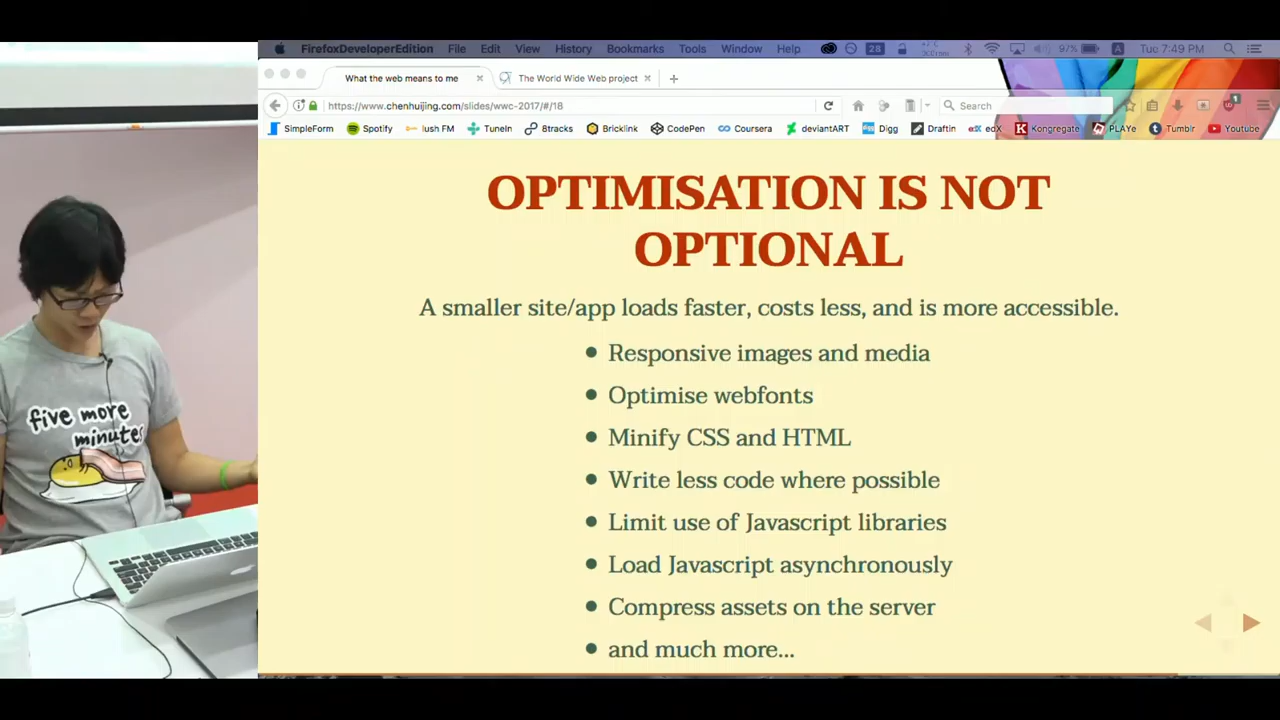 FirefoxDeveloperEdition File Edit View History Bookmarks Tools Window Help 28 97% Tue 7:49 PM
What the web means to me
The World Wide Web project
https://www.chenhuijing.com/slides/wwc-2017/#/18
Search
1
SimpleForm Spotify lush FM TuneIn 8tracks Bricklink CodePen Coursera deviantART Digg Draftin edX Kongregate PLAYe Tumblr Youtube
OPTIMISATION IS NOT
OPTIONAL
A smaller site/app loads faster, costs less, and is more accessible.
Responsive images and media
Optimise webfonts
Minify CSS and HTML
Write less code where possible
Limit use of Javascript libraries
Load Javascript asynchronously
Compress assets on the server
and much more...
five more
minutes